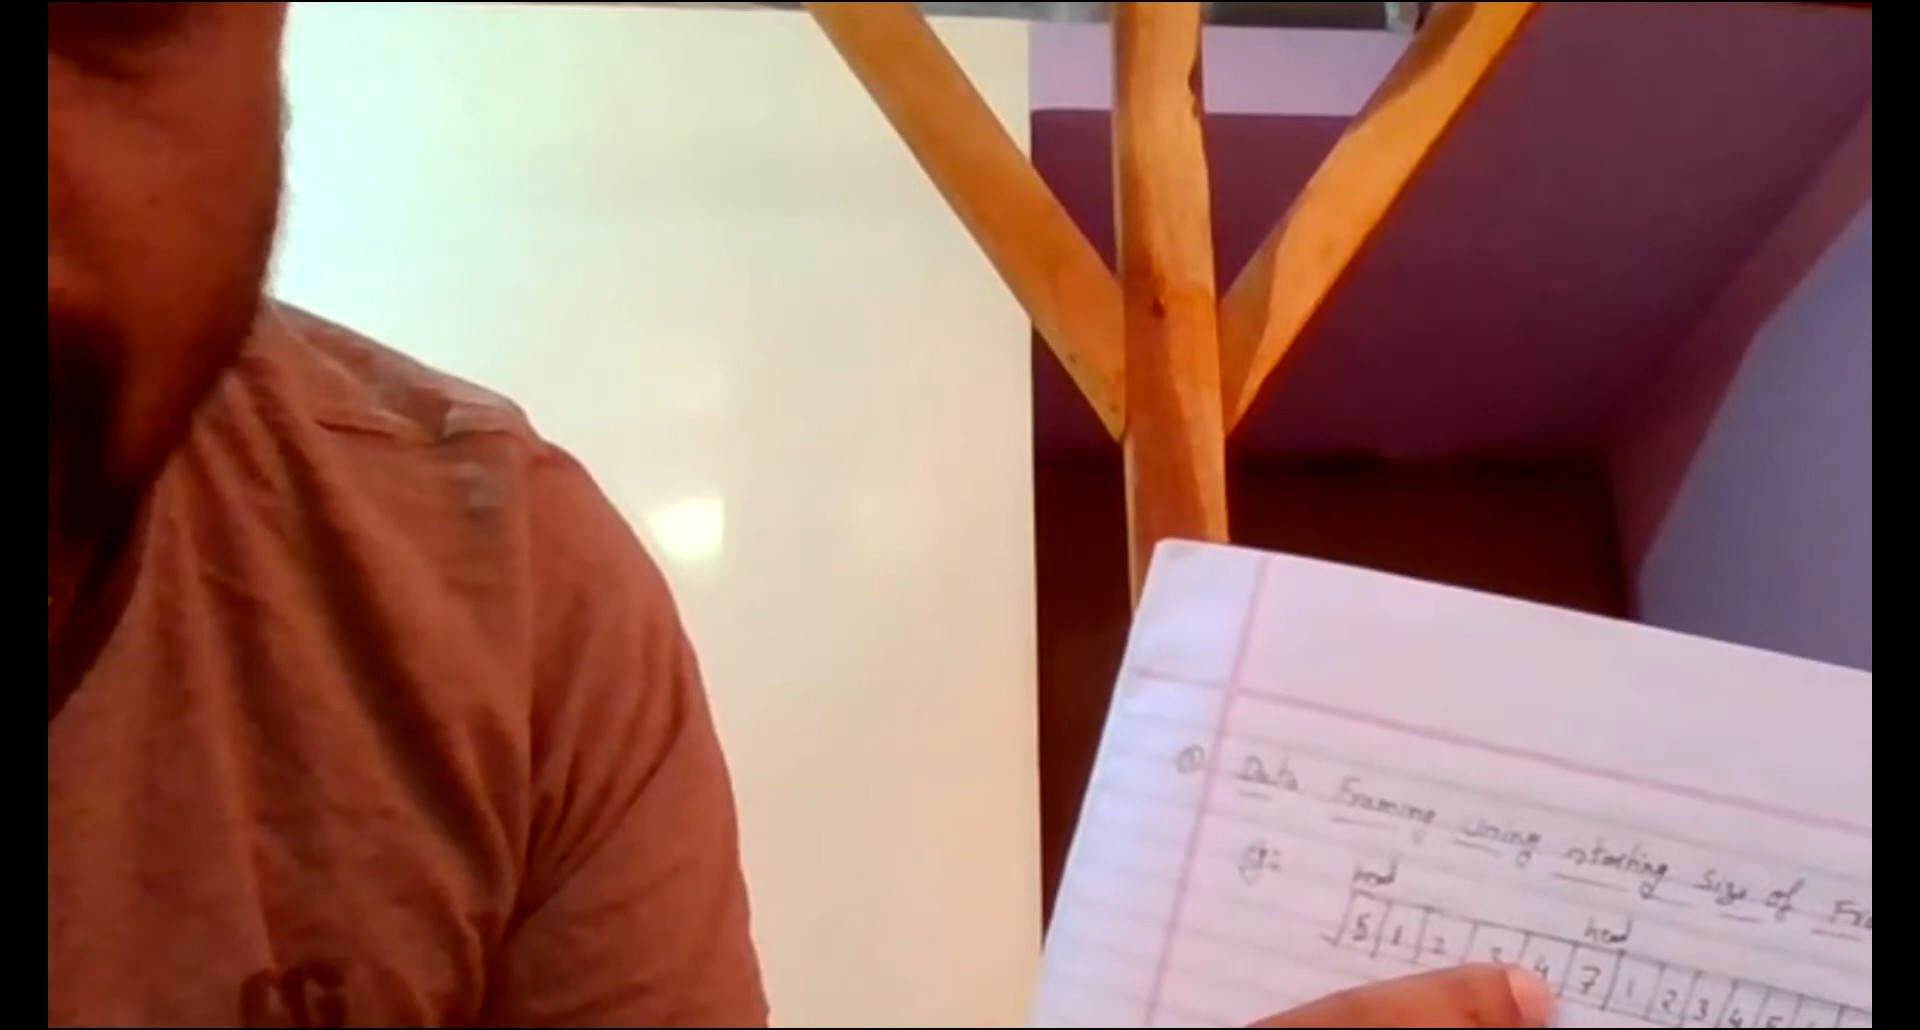 ① Data Framing using starting size of Fra
eg:-
head
head
5 1 2 3 4 7 1 2 3 4 5